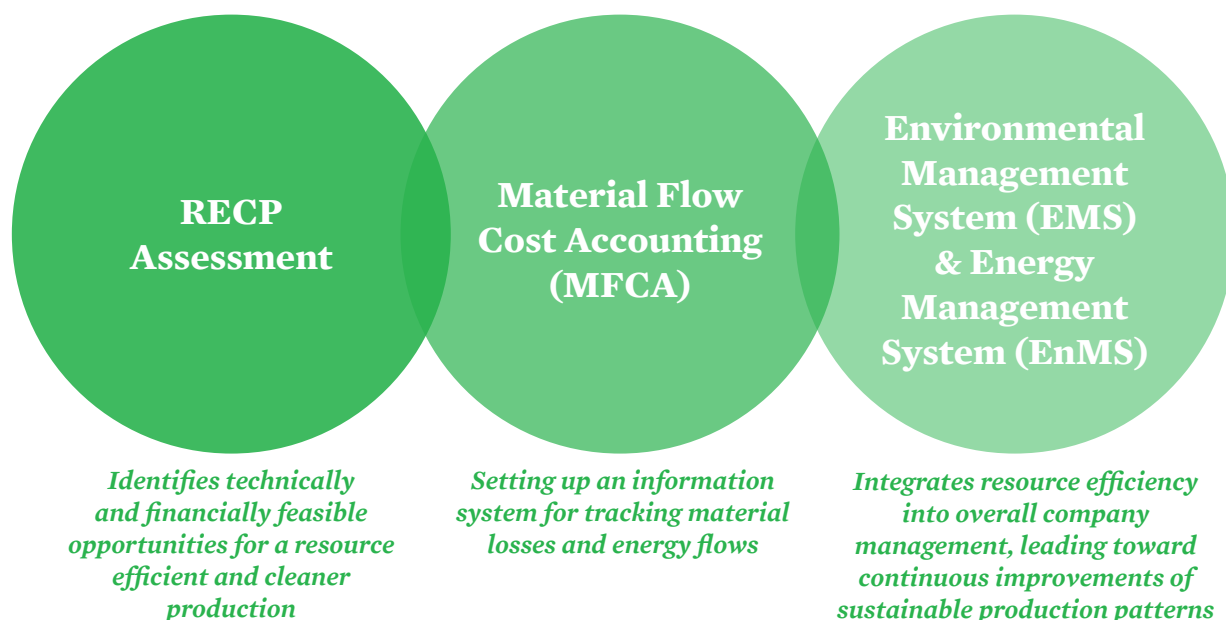 RECP
Assessment
Material Flow
Cost Accounting
(MFCA)
Environmental
Management
System (EMS)
& Energy
Management
System (EnMS)
Identifies technically
and financially feasible
opportunities for a resource
efficient and cleaner
production
Setting up an information
system for tracking material
losses and energy flows
Integrates resource efficiency
into overall company
management, leading toward
continuous improvements of
sustainable production patterns